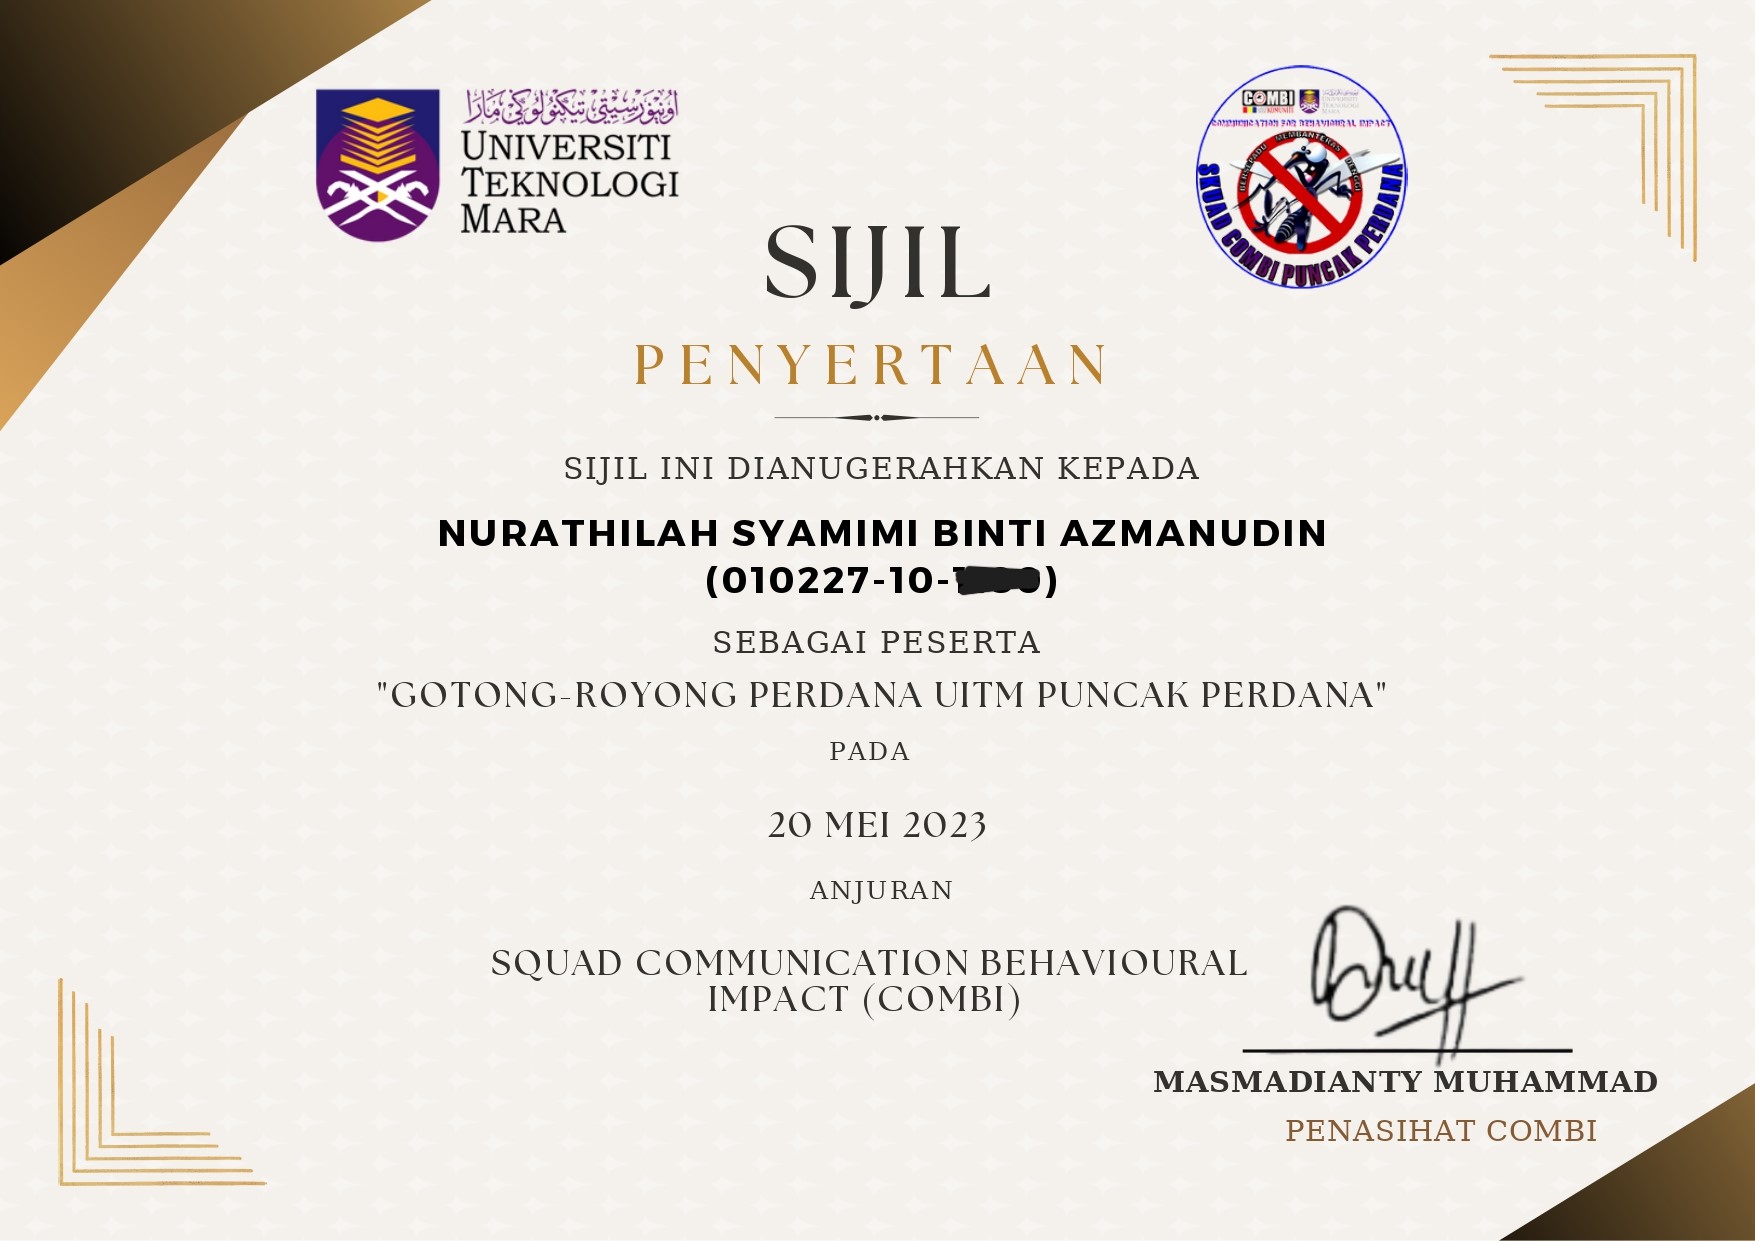 اونيۏرسيتي تيکنولوݢي مارا
UNIVERSITI
TEKNOLOGI
MARA
COMBI
COMMUNICATION FOR BEHAVIOURAL IMPACT
BERSEPADU MEMBANTERAS DENGGI
SKUAD COMBI PUNCAK PERDANA
SIJIL
PENYERTAAN
SIJIL INI DIANUGERAHKAN KEPADA
NURATHILAH SYAMIMI BINTI AZMANUDIN
(010227-10-)
SEBAGAI PESERTA
"GOTONG-ROYONG PERDANA UITM PUNCAK PERDANA"
PADA
20 MEI 2023
ANJURAN
SQUAD COMMUNICATION BEHAVIOURAL
IMPACT (COMBI)
MASMADIANTY MUHAMMAD
PENASIHAT COMBI